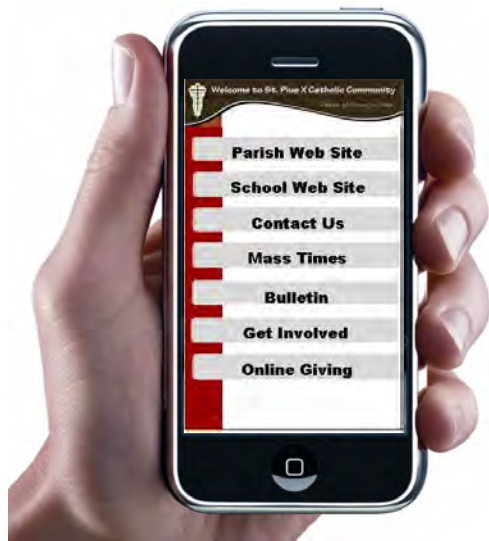 Welcome to St. Pius X Catholic Community
Parish Web Site
School Web Site
Contact Us
Mass Times
Bulletin
Get Involved
Online Giving